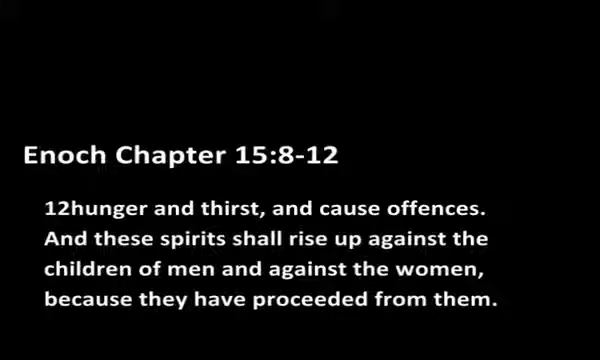 Enoch Chapter 15:8-12
12hunger and thirst, and cause offences.
And these spirits shall rise up against the
children of men and against the women,
because they have proceeded from them.